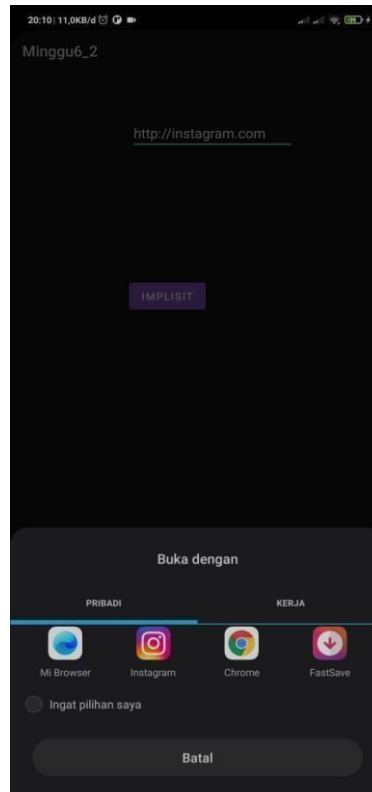 20:10 | 11,0KB/d
Minggu6_2
http://instagram.com
IMPLISIT
Buka dengan
PRIBADI KERJA
Mi Browser Instagram Chrome FastSave
Ingat pilihan saya
Batal